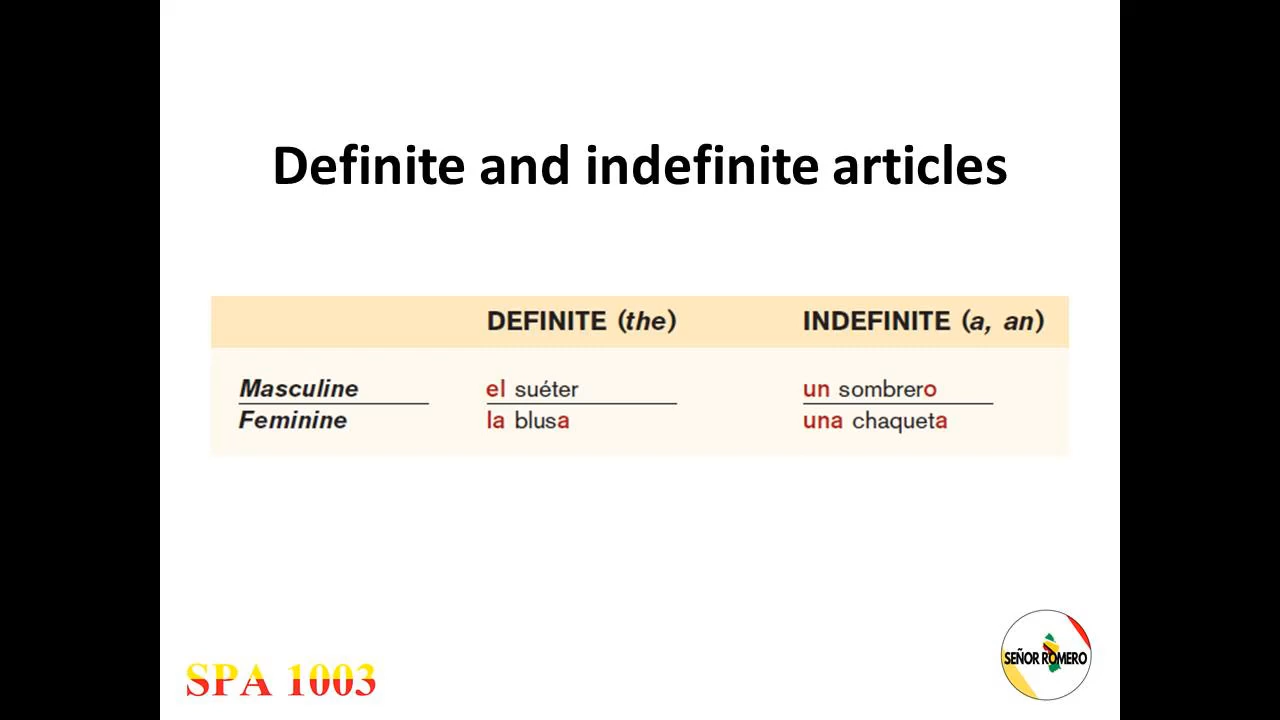 Definite and indefinite articles
DEFINITE (the) INDEFINITE (a, an)
Masculine el suéter un sombrero
Feminine la blusa una chaqueta
SPA 1003
SEÑOR ROMERO